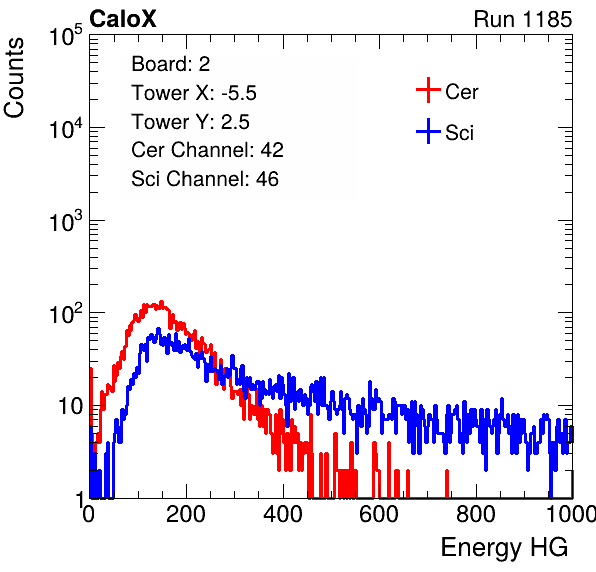 CaloX Run 1185
Counts
10^5
10^4
10^3
10^2
10
1
Board: 2
Tower X: -5.5
Tower Y: 2.5
Cer Channel: 42
Sci Channel: 46
Cer
Sci
0 200 400 600 800 1000
Energy HG